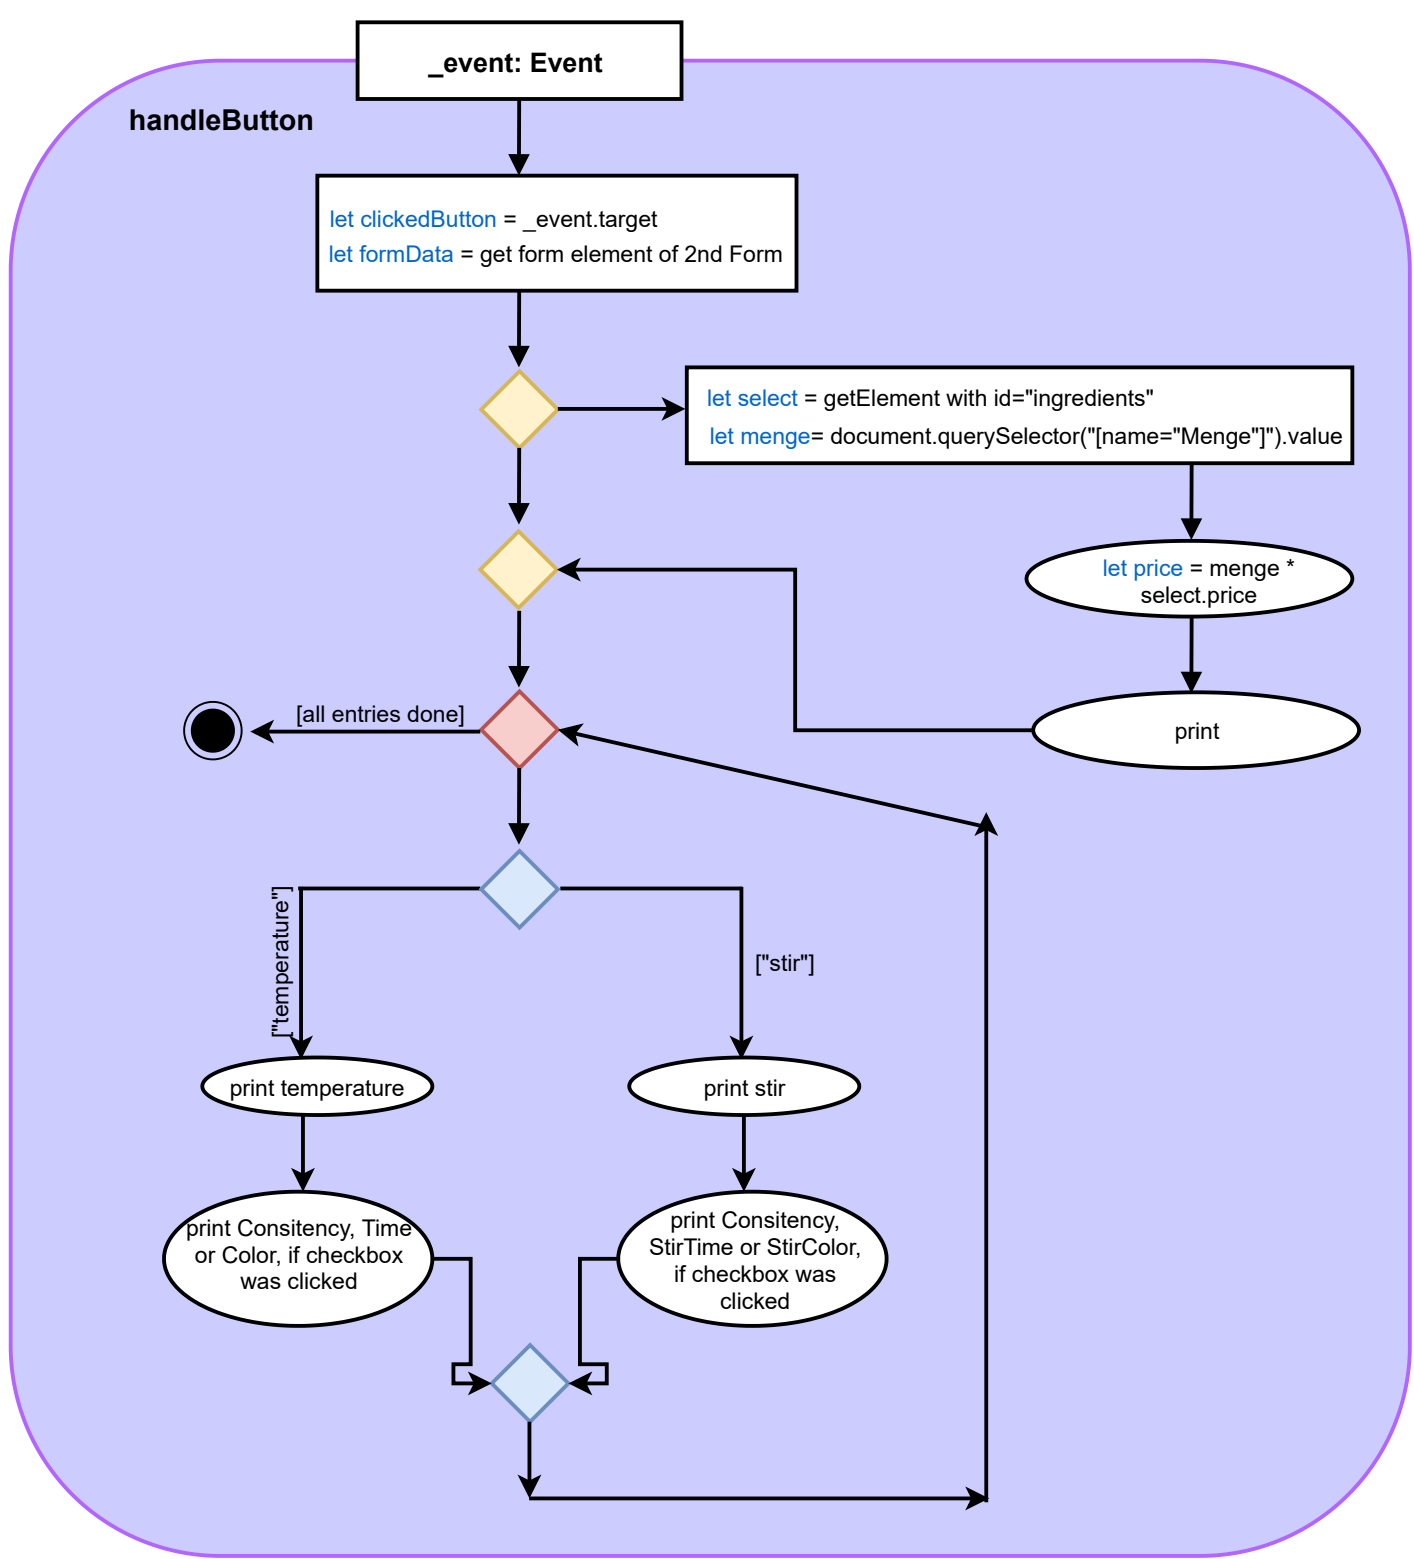 _event: Event
handleButton
let clickedButton = _event.target
let formData = get form element of 2nd Form
let select = getElement with id="ingredients"
let menge= document.querySelector("[name="Menge"]").value
let price = menge *
select.price
print
[all entries done]
["temperature"]
["stir"]
print temperature
print stir
print Consitency, Time
or Color, if checkbox
was clicked
print Consitency,
StirTime or StirColor,
if checkbox was
clicked